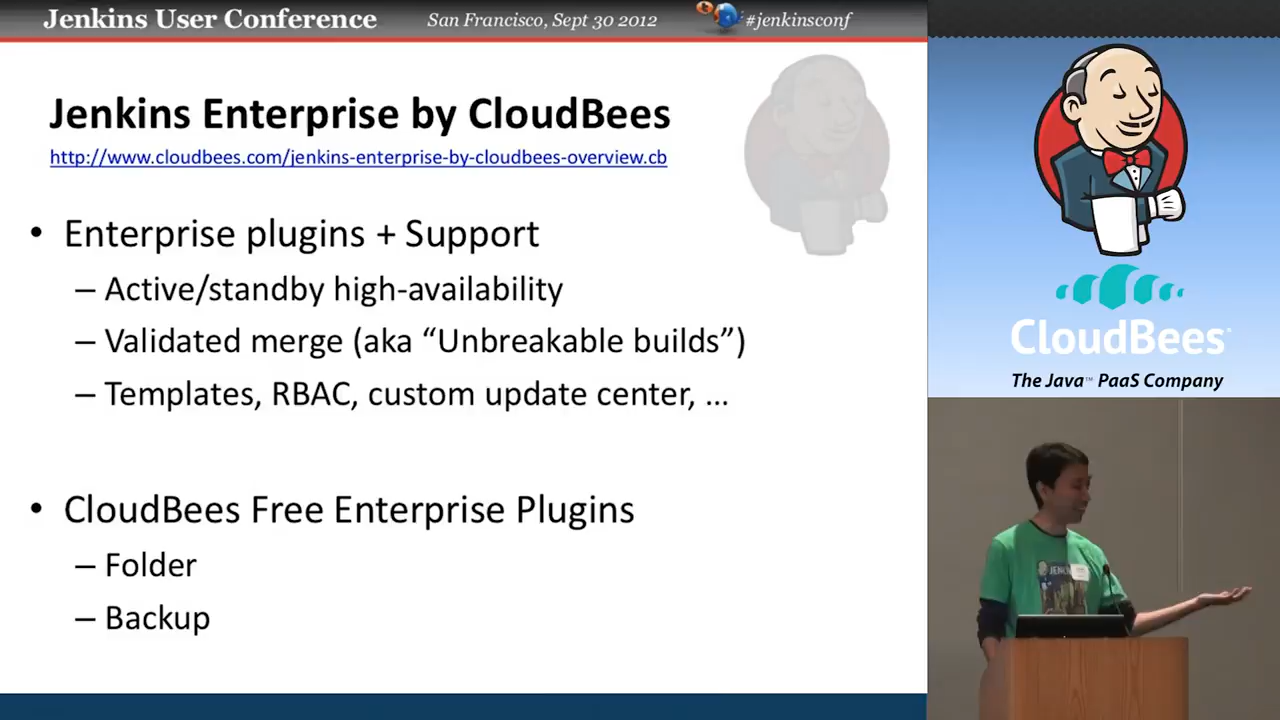 Jenkins User Conference San Francisco, Sept 30 2012 #jenkinsconf
Jenkins Enterprise by CloudBees
http://www.cloudbees.com/jenkins-enterprise-by-cloudbees-overview.cb
• Enterprise plugins + Support
– Active/standby high-availability
– Validated merge (aka “Unbreakable builds”)
– Templates, RBAC, custom update center, ...
• CloudBees Free Enterprise Plugins
– Folder
– Backup
CloudBees
The Java™ PaaS Company